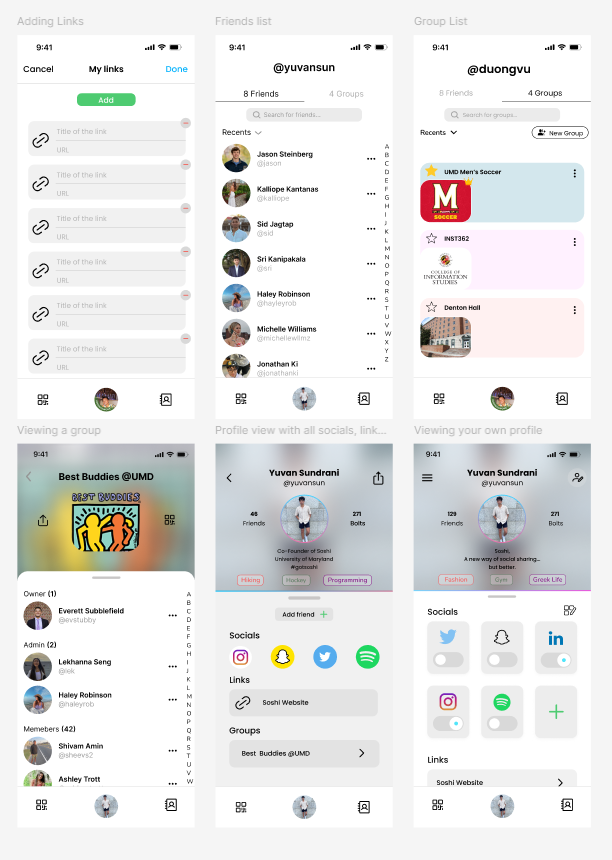 Adding Links
9:41
Cancel
My links
Done
Add
Title of the link
URL
Title of the link
URL
Title of the link
URL
Title of the link
URL
Title of the link
URL
Title of the link
URL
Friends list
9:41
@yuvansun
8 Friends
4 Groups
Search for friends...
Recents
Jason Steinberg
@jason
Kalliope Kantanas
@kalliope
Sid Jagtap
@sid
Sri Kanipakala
@sri
Haley Robinson
@hayleyrob
Michelle Williams
@michellewllmz
Jonathan Ki
@jonathanki
A
B
C
D
E
F
G
H
I
J
K
L
M
N
O
P
Q
R
S
T
U
V
W
X
Y
Z
Group List
9:41
@duongvu
8 Friends
4 Groups
Search for groups...
Recents
New Group
UMD Men's Soccer
M
SOCCER
INST362
COLLEGE OF
INFORMATION
STUDIES
Denton Hall
Viewing a group
9:41
Best Buddies @UMD
BEST BUDDIES
Owner (1)
Everett Subblefield
@evstubby
Admin (2)
Lekhanna Seng
@lek
Haley Robinson
@haleyrob
Memebers (42)
Shivam Amin
@sheevs2
Ashley Trott
A
B
C
D
E
F
G
H
I
J
K
L
M
N
O
P
Q
R
S
T
U
V
W
Profile view with all socials, link...
9:41
Yuvan Sundrani
@yuvansun
46
Friends
271
Bolts
Co-Founder of Soshi
University of Maryland
#gotsoshi
Hiking
Hockey
Programming
Add friend +
Socials
Links
Soshi Website
Groups
Best Buddies @UMD
Viewing your own profile
9:41
Yuvan Sundrani
@yuvansun
129
Friends
271
Bolts
Soshi.
A new way of social sharing...
but better.
Fashion
Gym
Greek Life
Socials
in
Links
Soshi Website